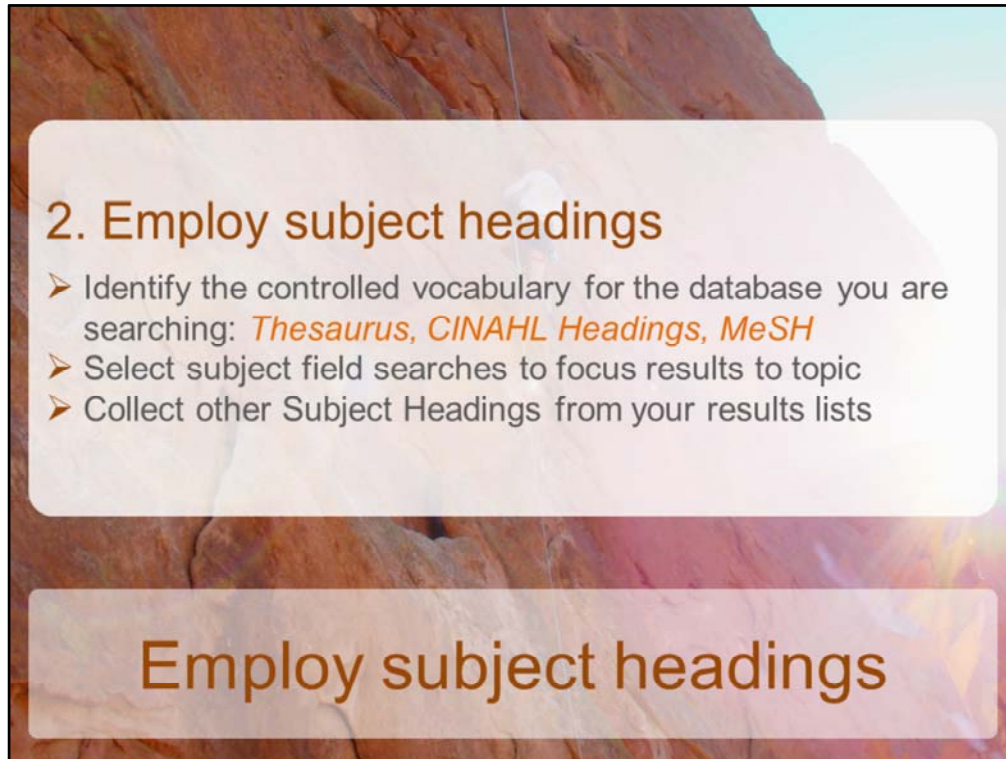 2. Employ subject headings
➢ Identify the controlled vocabulary for the database you are
searching: Thesaurus, CINAHL Headings, MeSH
➢ Select subject field searches to focus results to topic
➢ Collect other Subject Headings from your results lists
Employ subject headings